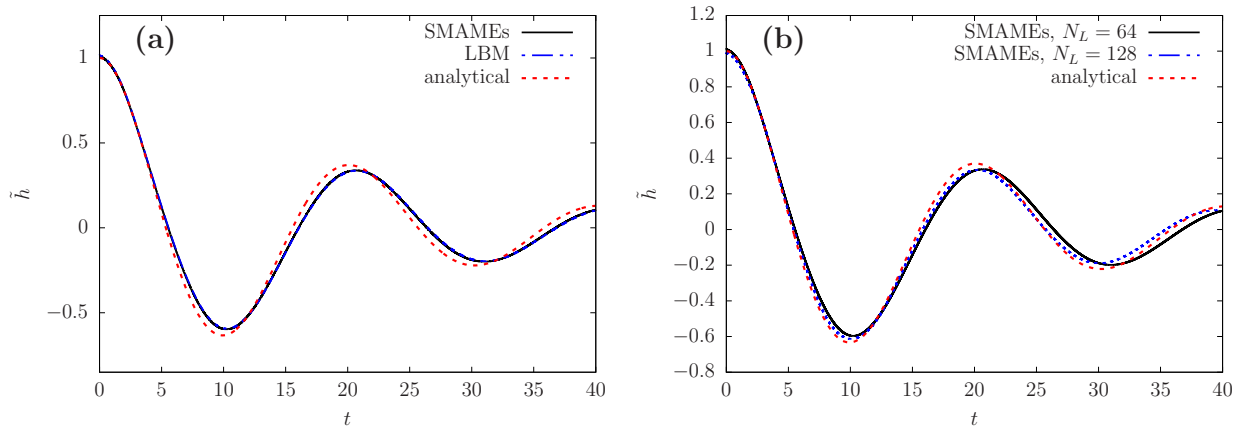 (a)
SMAMEs
LBM
analytical
1
0.5
0
−0.5
h̃
0 5 10 15 20 25 30 35 40
t
(b)
SMAMEs, N_L = 64
SMAMEs, N_L = 128
analytical
1.2
1
0.8
0.6
0.4
0.2
0
−0.2
−0.4
−0.6
−0.8
h̃
0 5 10 15 20 25 30 35 40
t